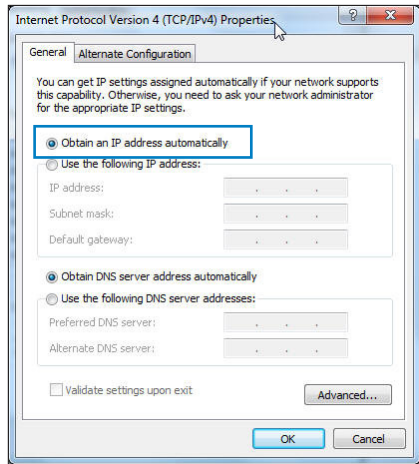 Internet Protocol Version 4 (TCP/IPv4) Properties
General
Alternate Configuration
You can get IP settings assigned automatically if your network supports
this capability. Otherwise, you need to ask your network administrator
for the appropriate IP settings.
Obtain an IP address automatically
Use the following IP address:
IP address:
Subnet mask:
Default gateway:
Obtain DNS server address automatically
Use the following DNS server addresses:
Preferred DNS server:
Alternate DNS server:
Validate settings upon exit
Advanced...
OK
Cancel